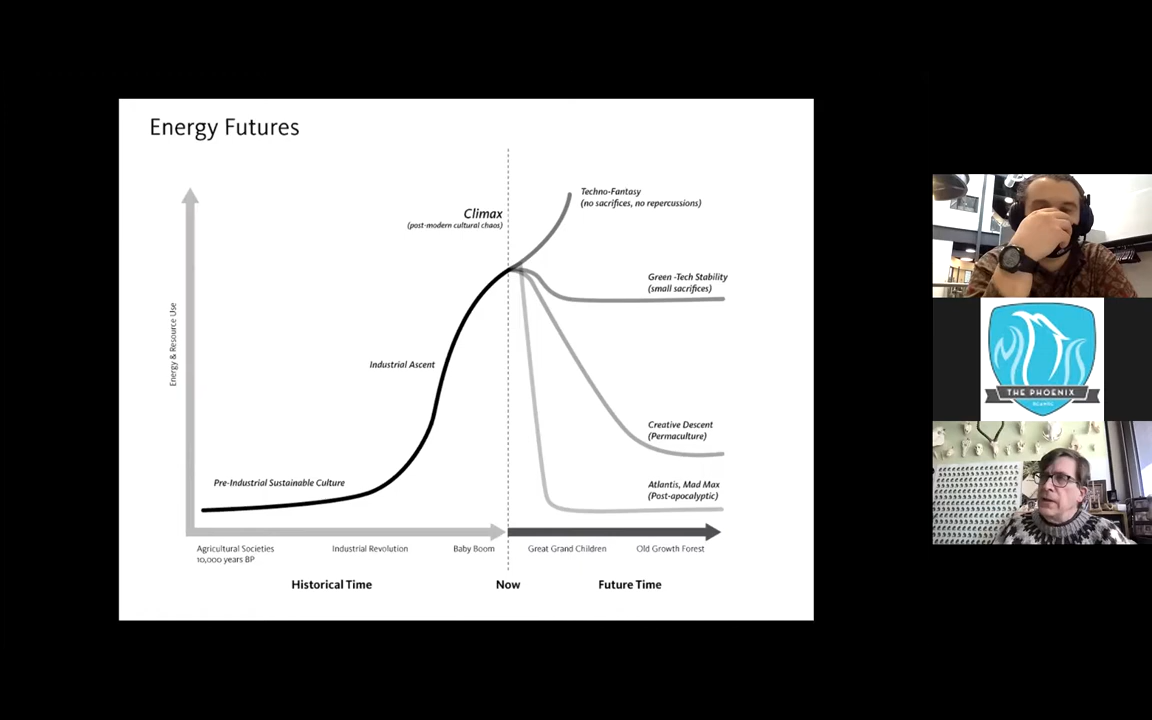 Energy Futures
Techno-Fantasy
(no sacrifices, no repercussions)
Climax
(post-modern cultural chaos)
Green -Tech Stability
(small sacrifices)
Energy & Resource Use
Industrial Ascent
Creative Descent
(Permaculture)
Pre-Industrial Sustainable Culture
Atlantis, Mad Max
(Post-apocalyptic)
Agricultural Societies
10,000 years BP
Industrial Revolution
Baby Boom
Great Grand Children
Old Growth Forest
Historical Time
Now
Future Time
THE PHOENIX